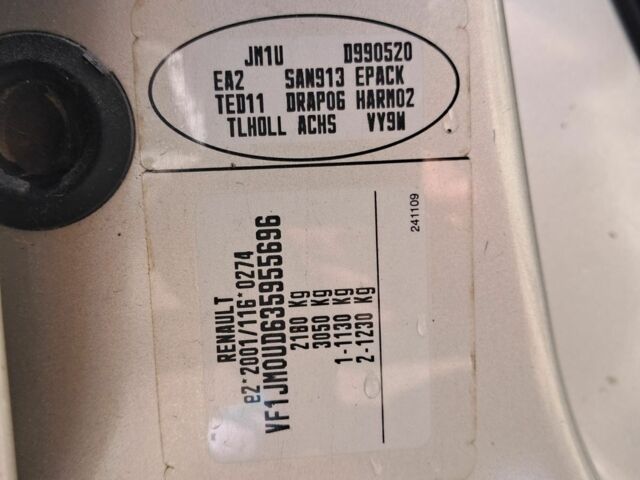 JM1U D990520
EA2 SAN913 EPACK
TED11 DRAP06 HARM02
TLHOLL ACHS VY9W
RENAULT
e2*2001/116*0274
VF1JM0UD635955696
2180 Kg
3050 Kg
1-1130 Kg
2-1230 Kg
241109